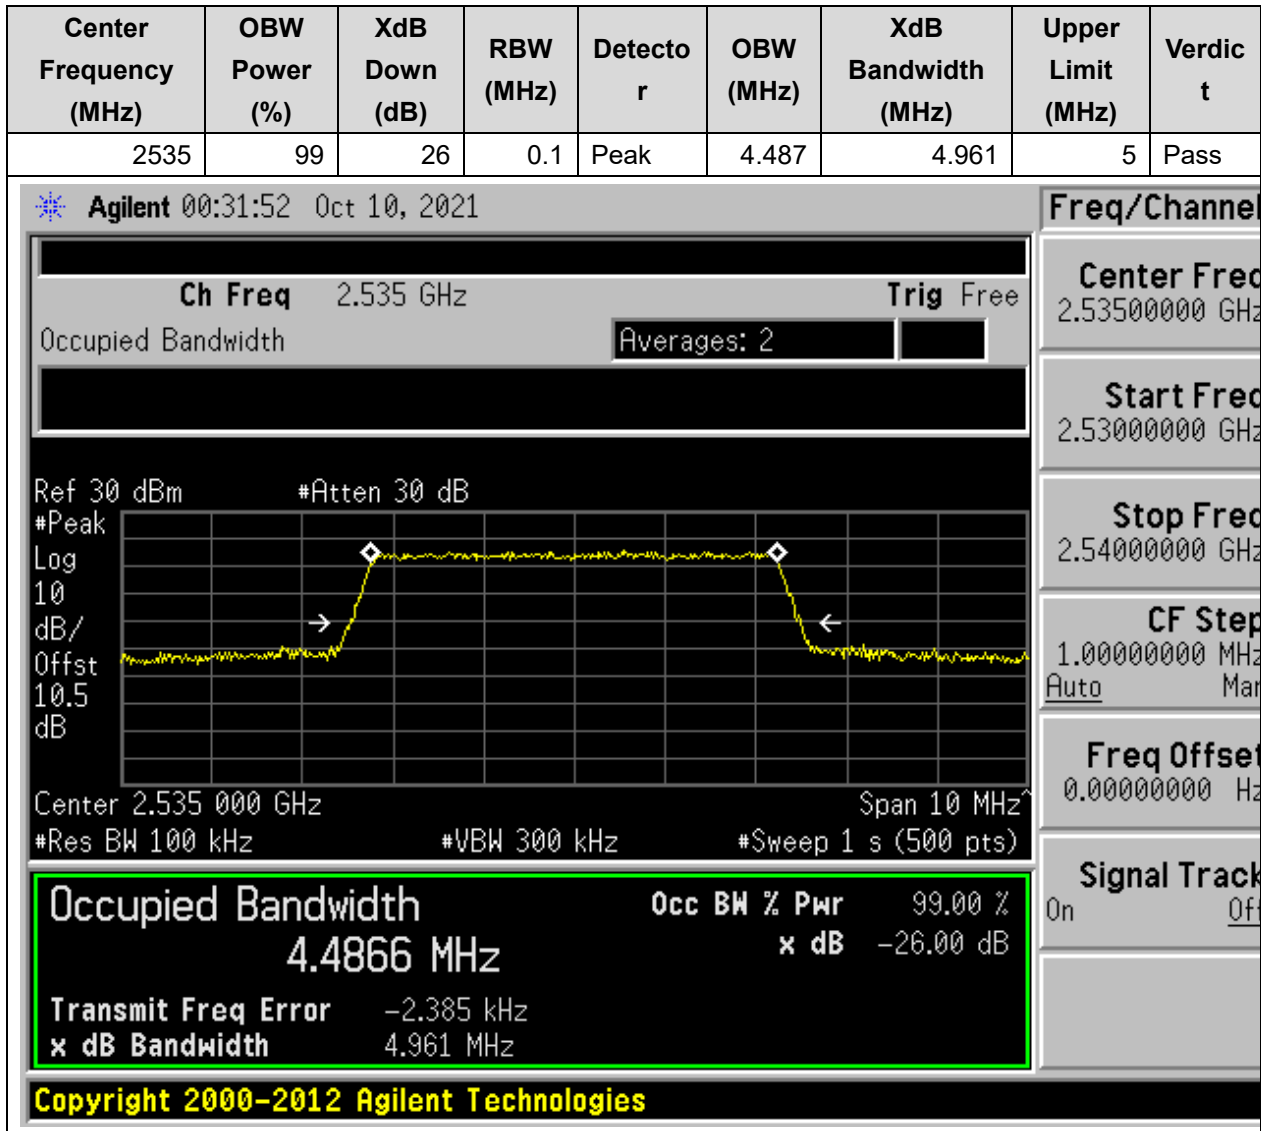 Center Frequency (MHz) OBW Power (%) XdB Down (dB) RBW (MHz) Detecto r OBW (MHz) XdB Bandwidth (MHz) Upper Limit (MHz) Verdic t
2535 99 26 0.1 Peak 4.487 4.961 5 Pass
Agilent 00:31:52 Oct 10, 2021
Freq/Channel
Ch Freq 2.535 GHz Trig Free
Occupied Bandwidth Averages: 2
Center Freq
2.53500000 GHz
Start Freq
2.53000000 GHz
Stop Freq
2.54000000 GHz
CF Step
1.00000000 MHz
Auto Man
Freq Offset
0.00000000 Hz
Signal Track
On Off
Ref 30 dBm #Atten 30 dB
#Peak
Log
10
dB/
Offst
10.5
dB
Center 2.535 000 GHz Span 10 MHz^
#Res BW 100 kHz #VBW 300 kHz #Sweep 1 s (500 pts)
Occupied Bandwidth Occ BW % Pwr 99.00 %
4.4866 MHz x dB -26.00 dB
Transmit Freq Error -2.385 kHz
x dB Bandwidth 4.961 MHz
Copyright 2000-2012 Agilent Technologies